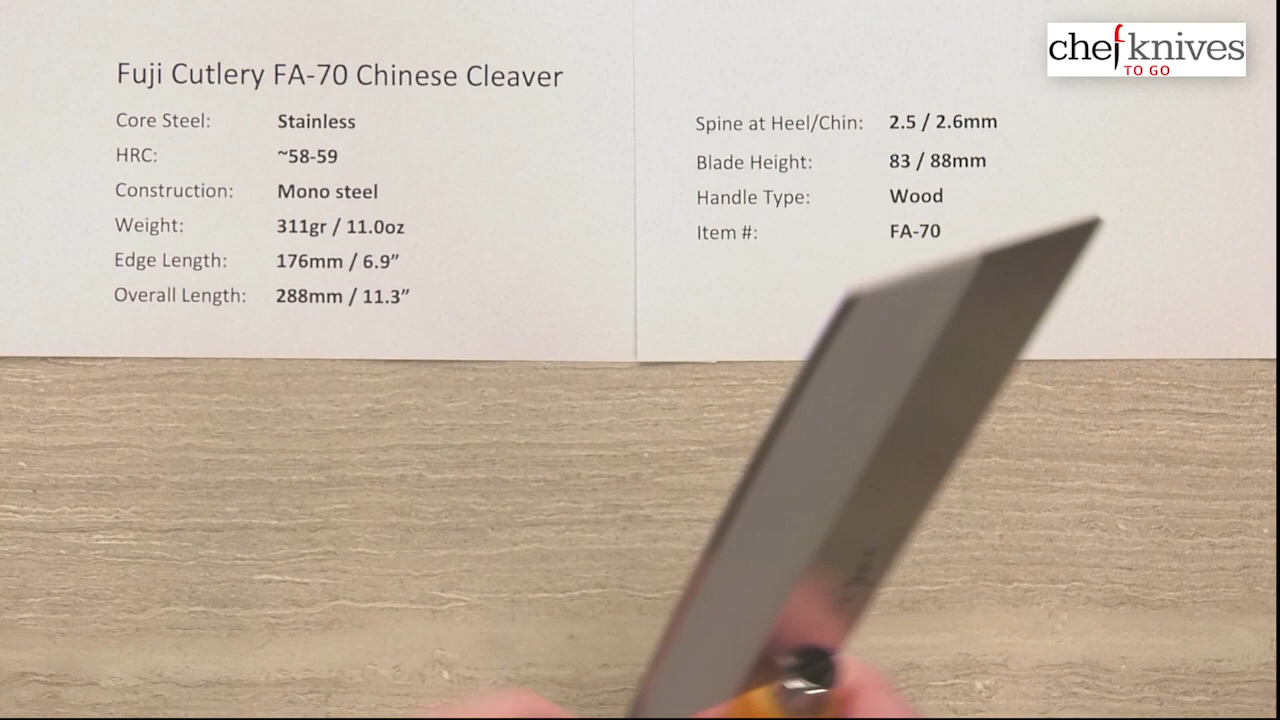 Fuji Cutlery FA-70 Chinese Cleaver
Core Steel: Stainless
HRC: ~58-59
Construction: Mono steel
Weight: 311gr / 11.0oz
Edge Length: 176mm / 6.9”
Overall Length: 288mm / 11.3”
Spine at Heel/Chin: 2.5 / 2.6mm
Blade Height: 83 / 88mm
Handle Type: Wood
Item #: FA-70
chefknives
TO GO